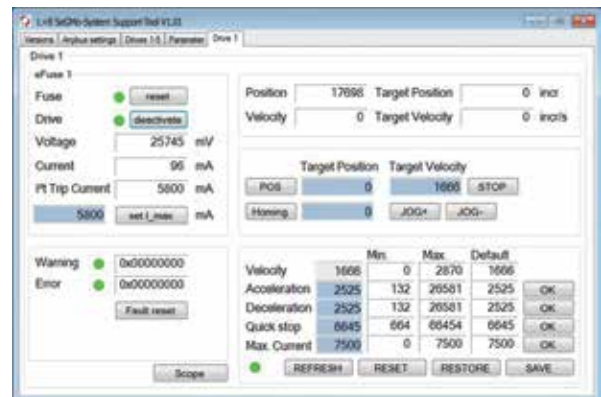 L+B SeGMo-System Support Tool V1.01
Versions Anybus settings Drives 1-5 Parameter Drive 1
Drive 1
eFuse 1
Fuse reset
Drive deactivate
Voltage 25745 mV
Current 96 mA
I²t Trip Current 5800 mA
5800 set I_max mA
Position 17698 Target Position 0 incr
Velocity 0 Target Velocity 0 incr/s
Target Position Target Velocity
POS 0 1666 STOP
Homing 0 JOG+ JOG-
Warning 0x00000000
Error 0x00000000
Fault reset
Scope
Min. Max. Default
Velocity 1666 0 2870 1666
Acceleration 2525 132 26581 2525 OK
Deceleration 2525 132 26581 2525 OK
Quick stop 6645 664 66454 6645 OK
Max. Current 7500 0 7500 7500 OK
REFRESH RESET RESTORE SAVE